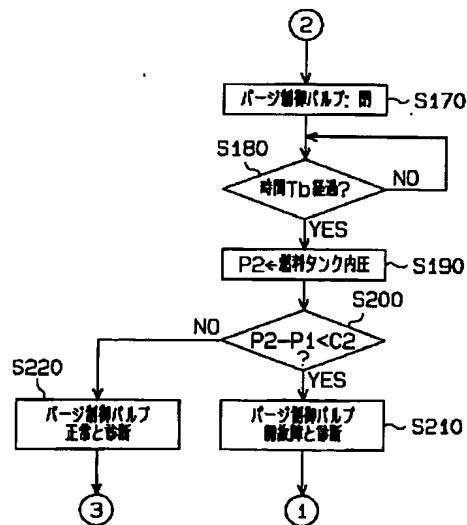 2
パージ制御バルブ: 閉
S170
S180
時間Tb経過?
NO
YES
P2←燃料タンク内圧
S190
S200
P2−P1<C2
?
NO
YES
S220
パージ制御バルブ
正常と診断
パージ制御バルブ
開故障と診断
S210
3
1